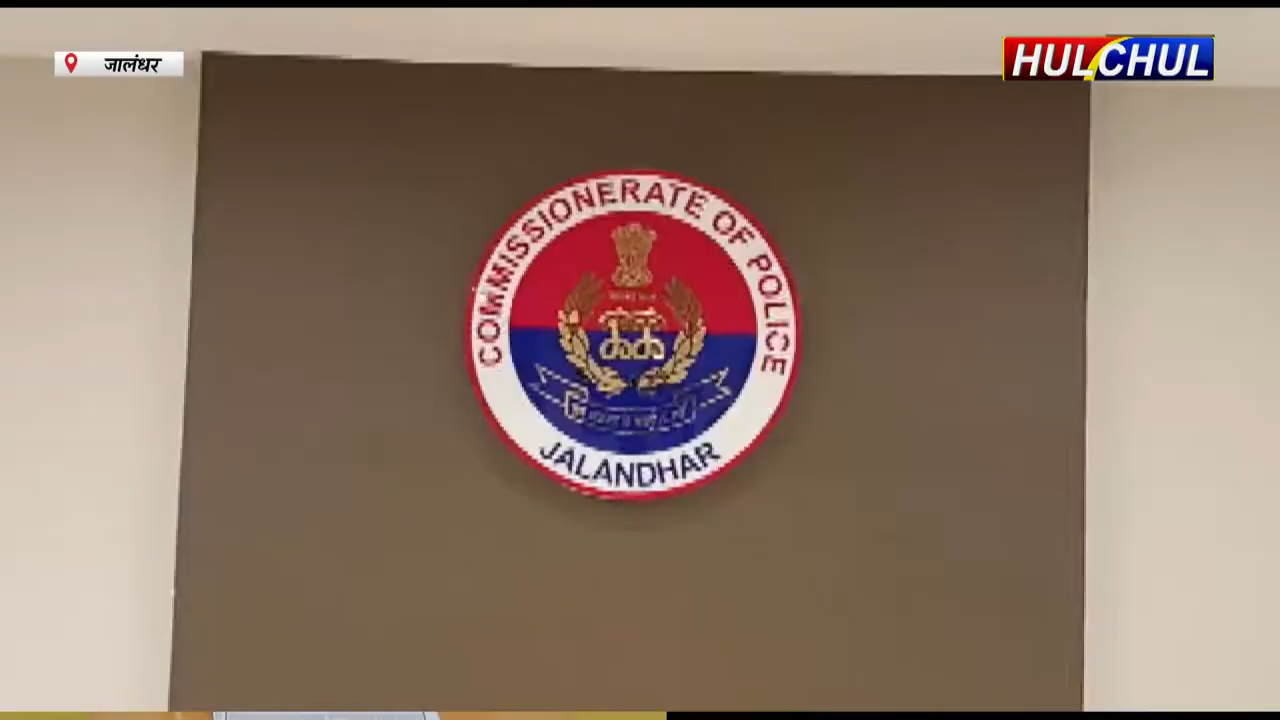 जालंधर
HULCHUL
COMMISSIONERATE OF POLICE
JALANDHAR